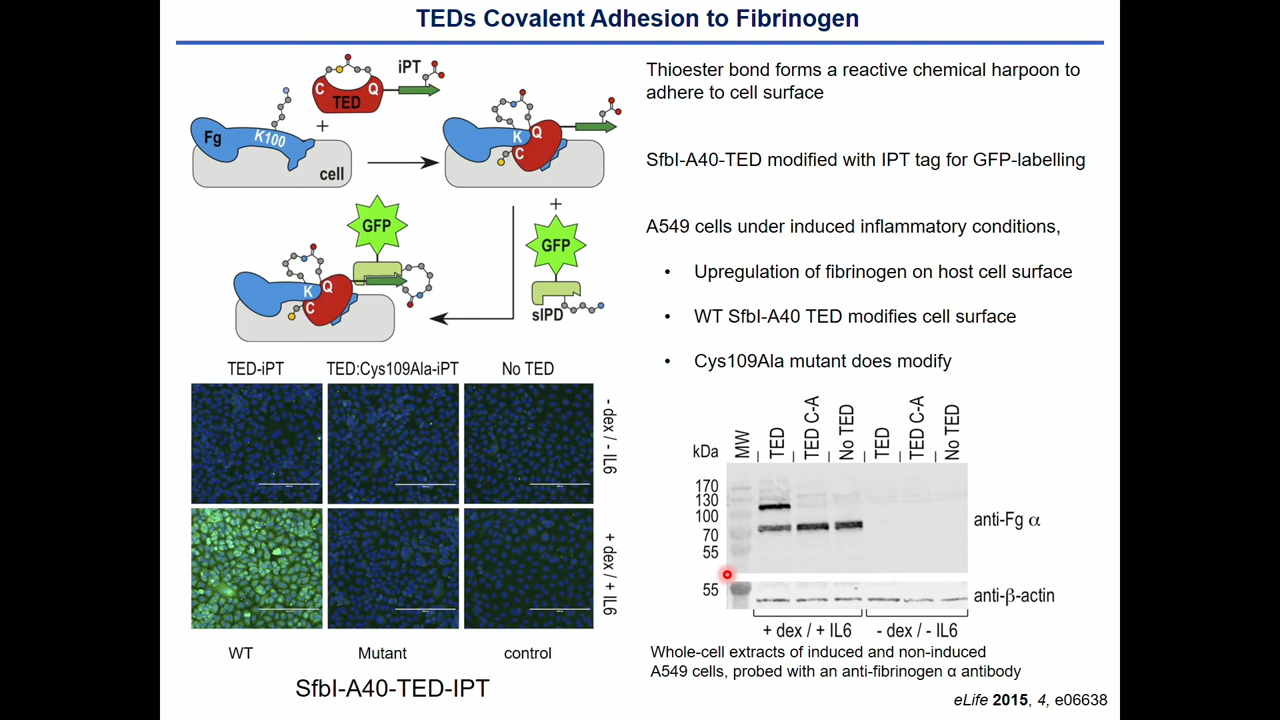 TEDs Covalent Adhesion to Fibrinogen
iPT
C
Q
TED
+
Fg
K100
cell
K
Q
C
+
GFP
sIPD
GFP
K
Q
C
Thioester bond forms a reactive chemical harpoon to
adhere to cell surface
SfbI-A40-TED modified with IPT tag for GFP-labelling
A549 cells under induced inflammatory conditions,
• Upregulation of fibrinogen on host cell surface
• WT SfbI-A40 TED modifies cell surface
• Cys109Ala mutant does modify
TED-iPT TED:Cys109Ala-iPT No TED
- dex / - IL6
+ dex / + IL6
WT Mutant control
SfbI-A40-TED-IPT
kDa MW TED TED C-A No TED TED TED C-A No TED
170
130
100
70
55
anti-Fg α
55
anti-β-actin
+ dex / + IL6 - dex / - IL6
Whole-cell extracts of induced and non-induced
A549 cells, probed with an anti-fibrinogen α antibody
eLife 2015, 4, e06638